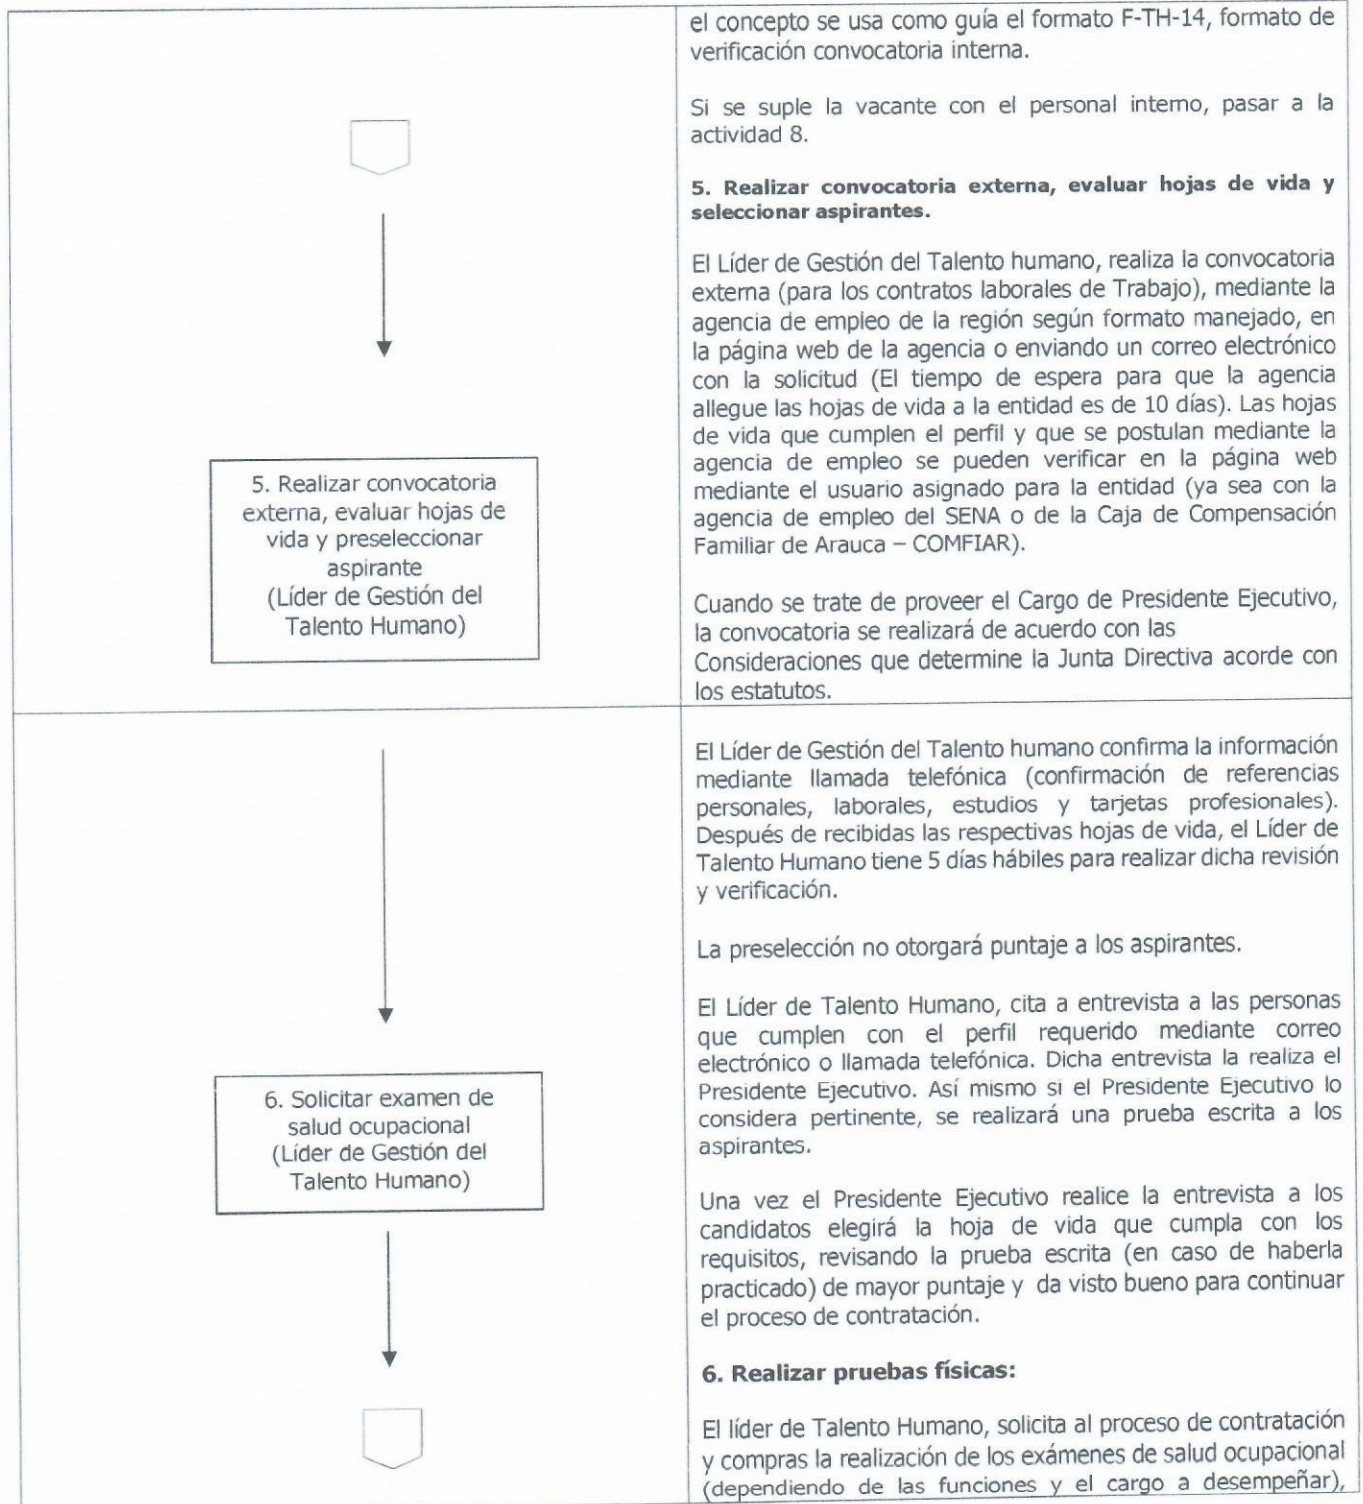 el concepto se usa como guía el formato F-TH-14, formato de
verificación convocatoria interna.
Si se suple la vacante con el personal interno, pasar a la
actividad 8.
5. Realizar convocatoria externa, evaluar hojas de vida y
seleccionar aspirantes.
El Líder de Gestión del Talento humano, realiza la convocatoria
externa (para los contratos laborales de Trabajo), mediante la
agencia de empleo de la región según formato manejado, en
la página web de la agencia o enviando un correo electrónico
con la solicitud (El tiempo de espera para que la agencia
allegue las hojas de vida a la entidad es de 10 días). Las hojas
de vida que cumplen el perfil y que se postulan mediante la
agencia de empleo se pueden verificar en la página web
mediante el usuario asignado para la entidad (ya sea con la
agencia de empleo del SENA o de la Caja de Compensación
Familiar de Arauca – COMFIAR).
Cuando se trate de proveer el Cargo de Presidente Ejecutivo,
la convocatoria se realizará de acuerdo con las
Consideraciones que determine la Junta Directiva acorde con
los estatutos.
5. Realizar convocatoria
externa, evaluar hojas de
vida y preseleccionar
aspirante
(Líder de Gestión del
Talento Humano)
El Líder de Gestión del Talento humano confirma la información
mediante llamada telefónica (confirmación de referencias
personales, laborales, estudios y tarjetas profesionales).
Después de recibidas las respectivas hojas de vida, el Líder de
Talento Humano tiene 5 días hábiles para realizar dicha revisión
y verificación.
La preselección no otorgará puntaje a los aspirantes.
El Líder de Talento Humano, cita a entrevista a las personas
que cumplen con el perfil requerido mediante correo
electrónico o llamada telefónica. Dicha entrevista la realiza el
Presidente Ejecutivo. Así mismo si el Presidente Ejecutivo lo
considera pertinente, se realizará una prueba escrita a los
aspirantes.
Una vez el Presidente Ejecutivo realice la entrevista a los
candidatos elegirá la hoja de vida que cumpla con los
requisitos, revisando la prueba escrita (en caso de haberla
practicado) de mayor puntaje y da visto bueno para continuar
el proceso de contratación.
6. Realizar pruebas físicas:
El líder de Talento Humano, solicita al proceso de contratación
y compras la realización de los exámenes de salud ocupacional
(dependiendo de las funciones y el cargo a desempeñar),
6. Solicitar examen de
salud ocupacional
(Líder de Gestión del
Talento Humano)